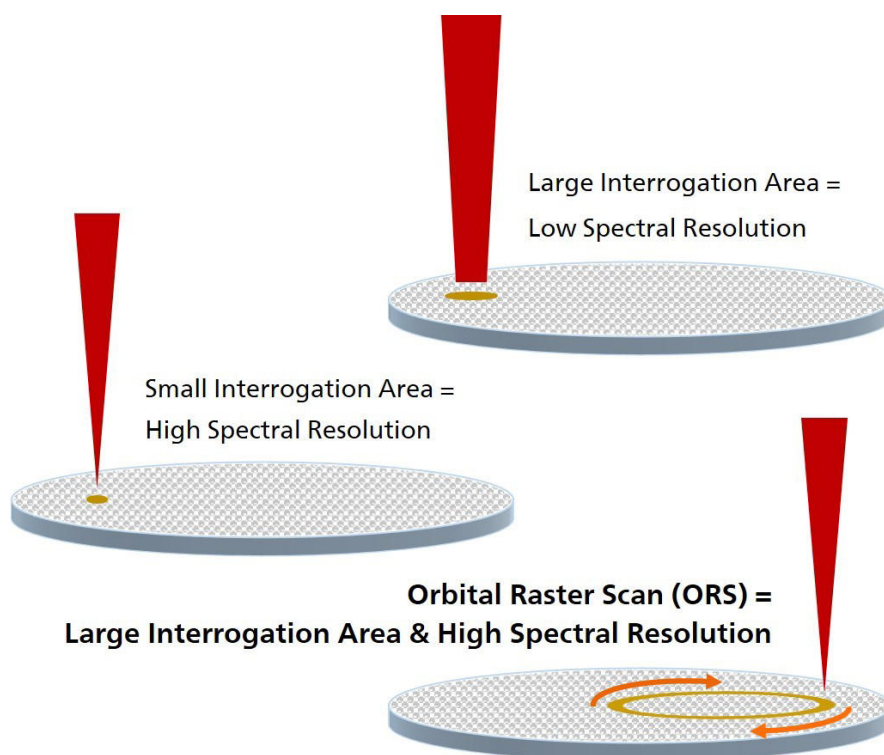 Large Interrogation Area =
Low Spectral Resolution
Small Interrogation Area =
High Spectral Resolution
Orbital Raster Scan (ORS) =
Large Interrogation Area & High Spectral Resolution